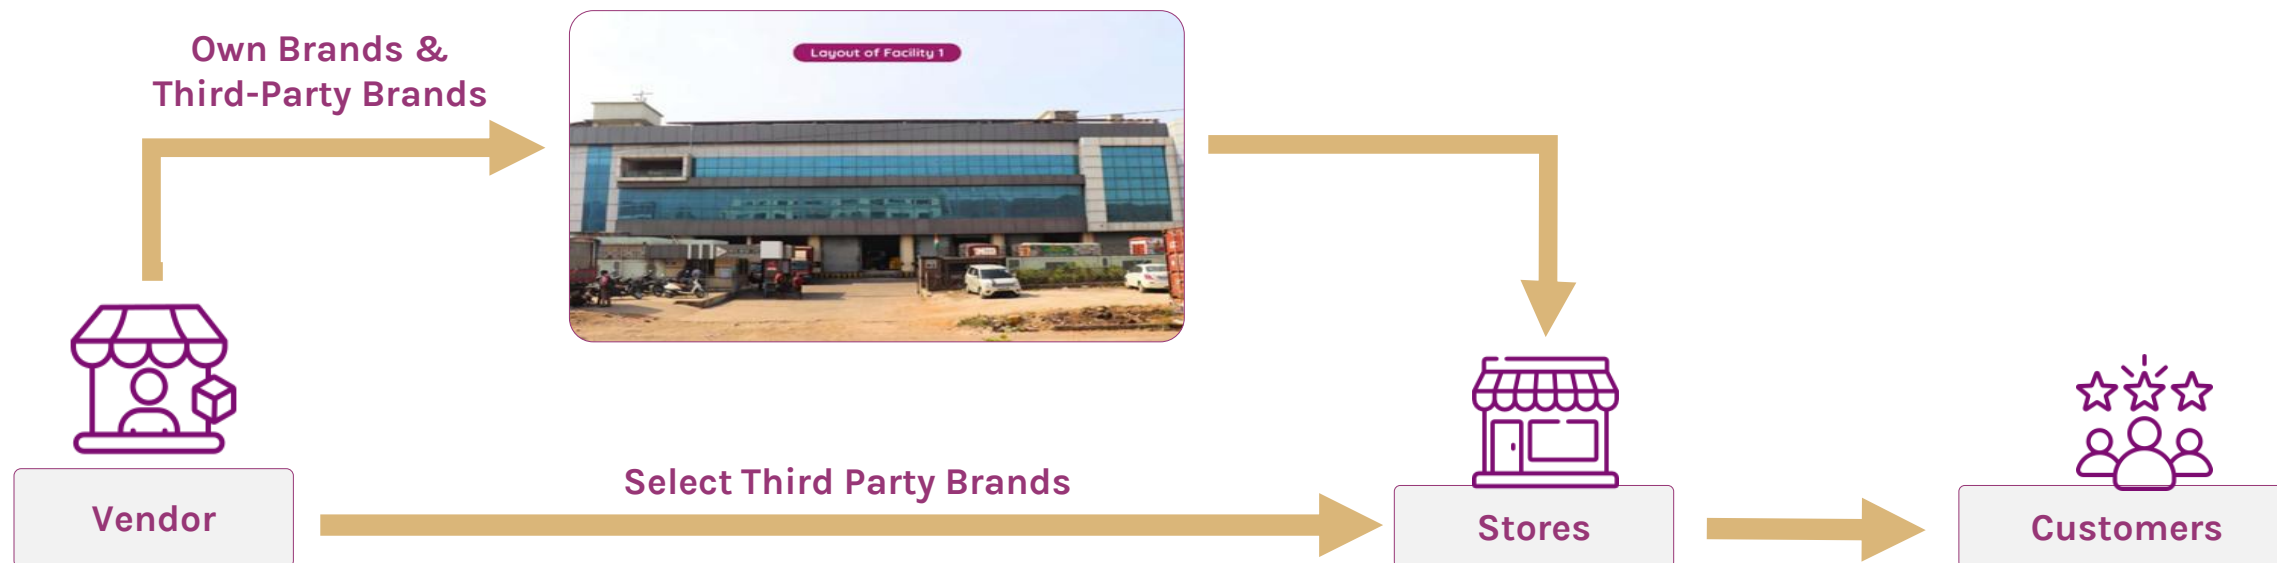 Own Brands &
Third-Party Brands
Layout of Facility 1
Select Third Party Brands
Vendor
Stores
Customers